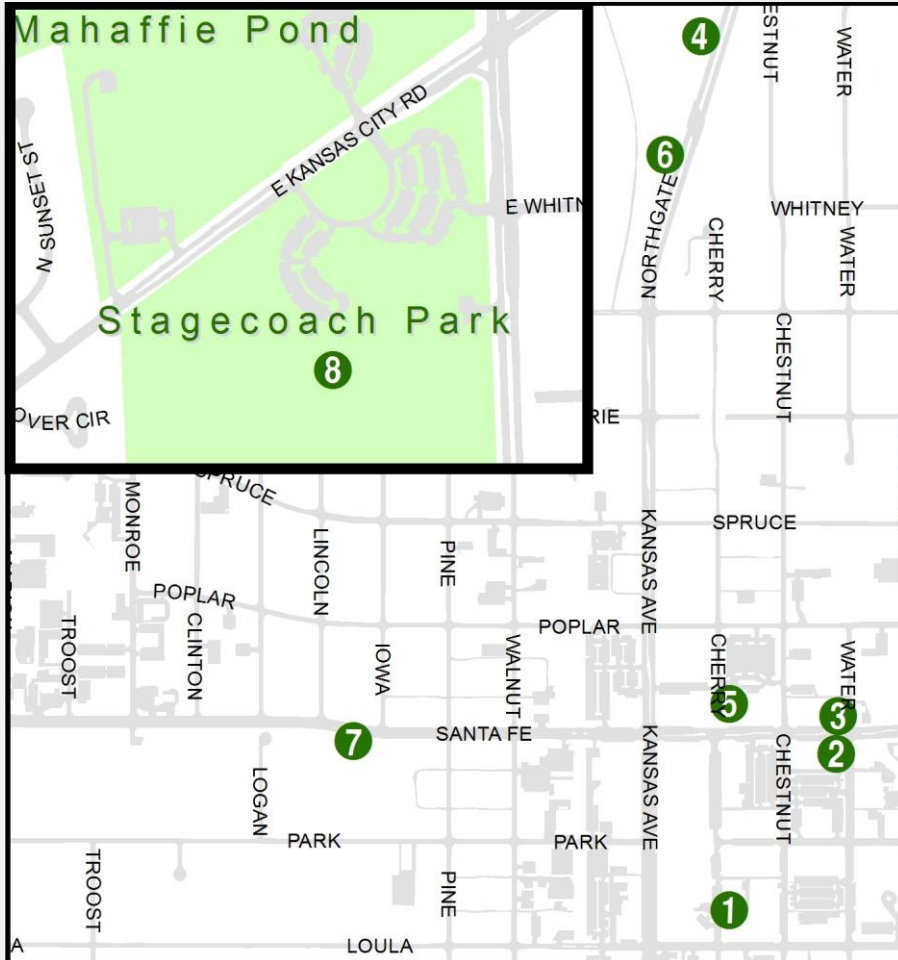 Mahaffie Pond
E KANSAS CITY RD
N SUNSET ST
E WHITN
Stagecoach Park
8
OVER CIR
4
ESTNUT
WATER
6
NORTHGATE
CHERRY
WHITNEY
WATER
CHESTNUT
RIE
SPRUCE
MONROE
LINCOLN
PINE
KANSAS AVE
SPRUCE
POPLAR
TROOST
CLINTON
IOWA
WALNUT
POPLAR
CHERRY
WATER
5
3
7
SANTA FE
2
KANSAS AVE
CHESTNUT
LOGAN
PARK
PARK
TROOST
PINE
1
A
LOULA